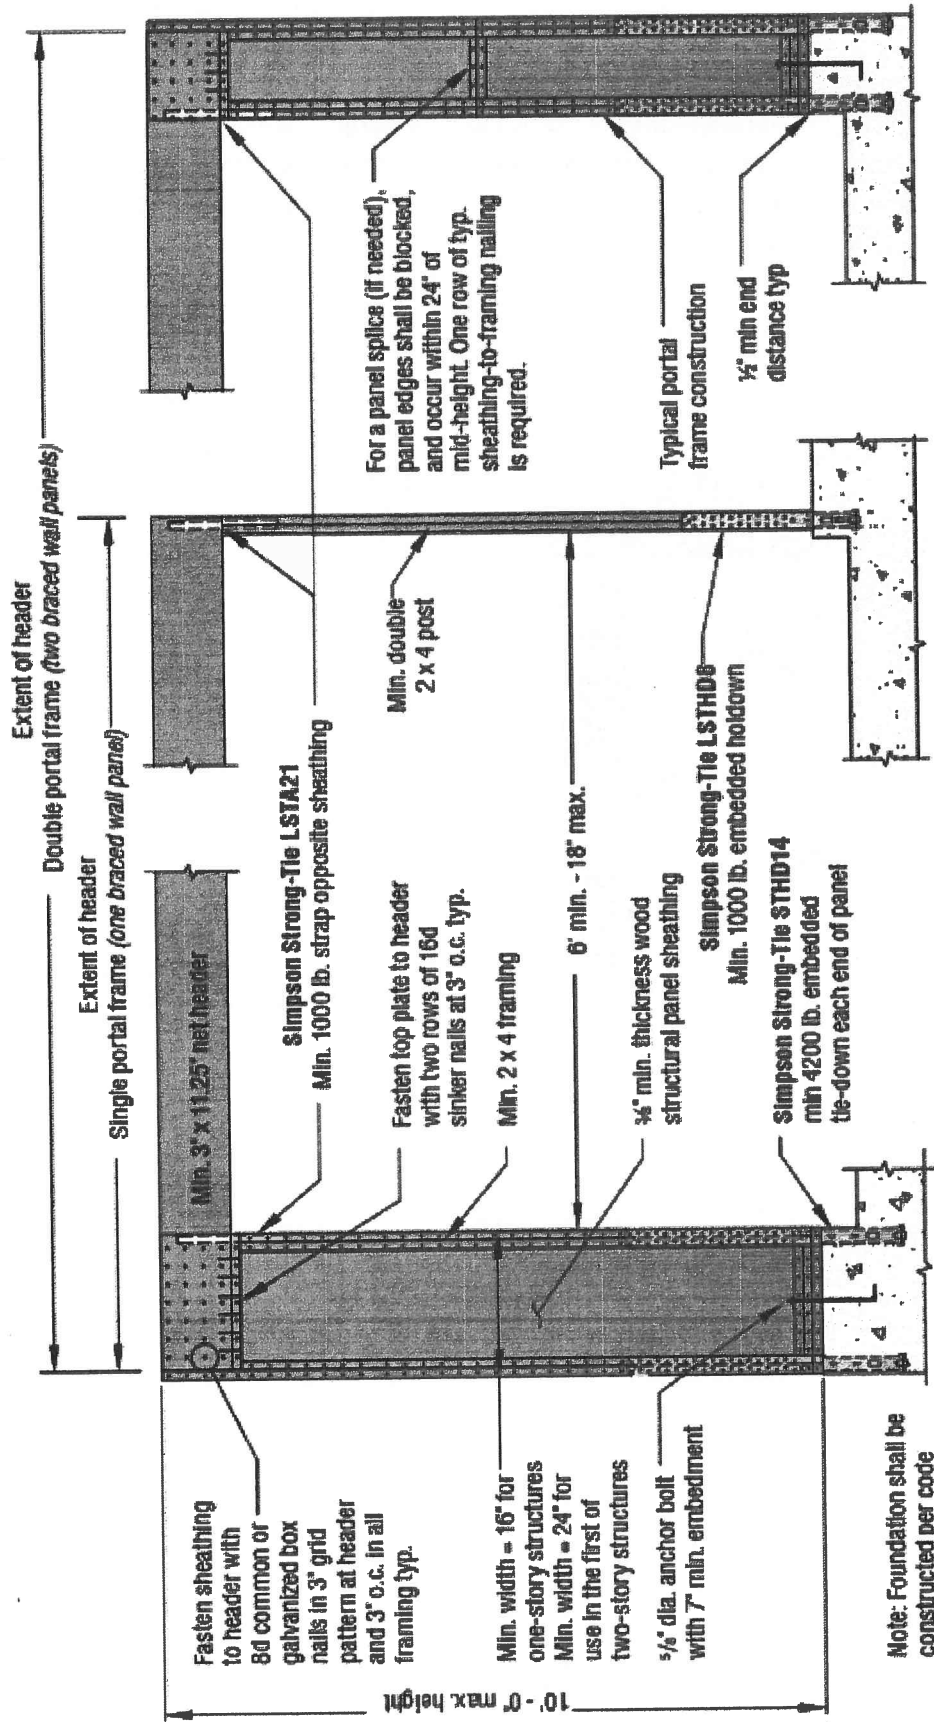 Extent of header
Double portal frame (two braced wall panels)
Extent of header
Single portal frame (one braced wall panel)
Min. 3" x 11.25" net header
Fasten sheathing
to header with
8d common or
galvanized box
nails in 3" grid
pattern at header
and 3" o.c. in all
framing typ.
Min. width = 16" for
one-story structures
Min. width = 24" for
use in the first of
two-story structures
5/8" dia. anchor bolt
with 7" min. embedment
10' - 0" max. height
Note: Foundation shall be
constructed per code
Simpson Strong-Tie LSTA21
Min. 1000 lb. strap opposite sheathing
Fasten top plate to header
with two rows of 16d
sinker nails at 3" o.c. typ.
Min. 2 x 4 framing
6' min. - 18' max.
min. thickness wood
structural panel sheathing
Simpson Strong-Tie LSTHD8
Min. 1000 lb. embedded holdown
Simpson Strong-Tie STHD14
min 4200 lb. embedded
tie-down each end of panel
Min. double
2 x 4 post
For a panel splice (if needed),
panel edges shall be blocked,
and occur within 24" of
mid-height. One row of typ.
sheathing-to-framing nailing
is required.
Typical portal
frame construction
½" min end
distance typ